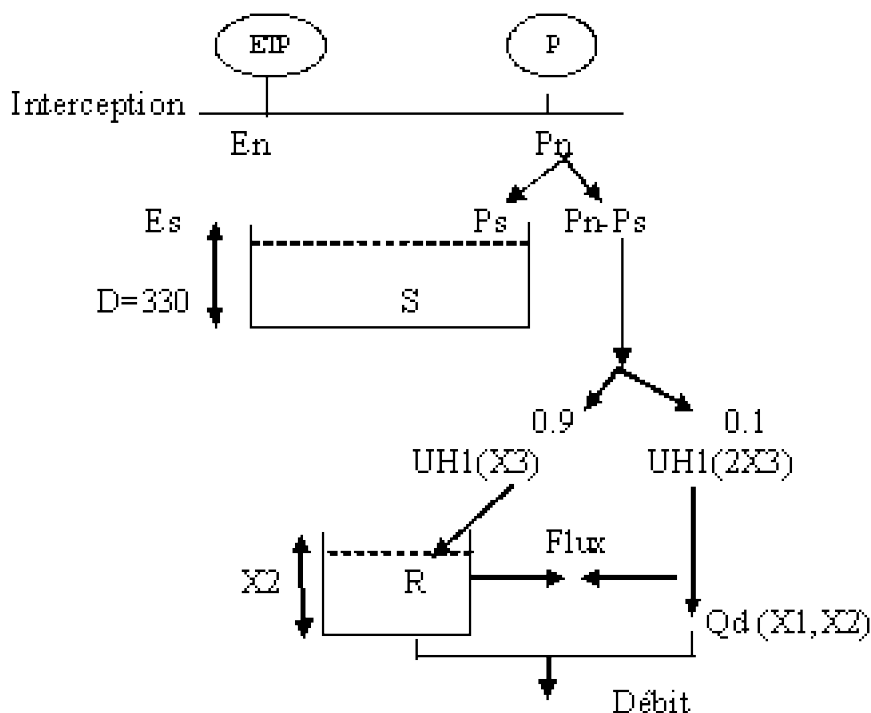 ETP P
Interception
En Pn
Es Ps Pn-Ps
D=330 S
0.9 0.1
UH1(X3) UH1(2X3)
Flux
X2 R
Qd (X1,X2)
Débit